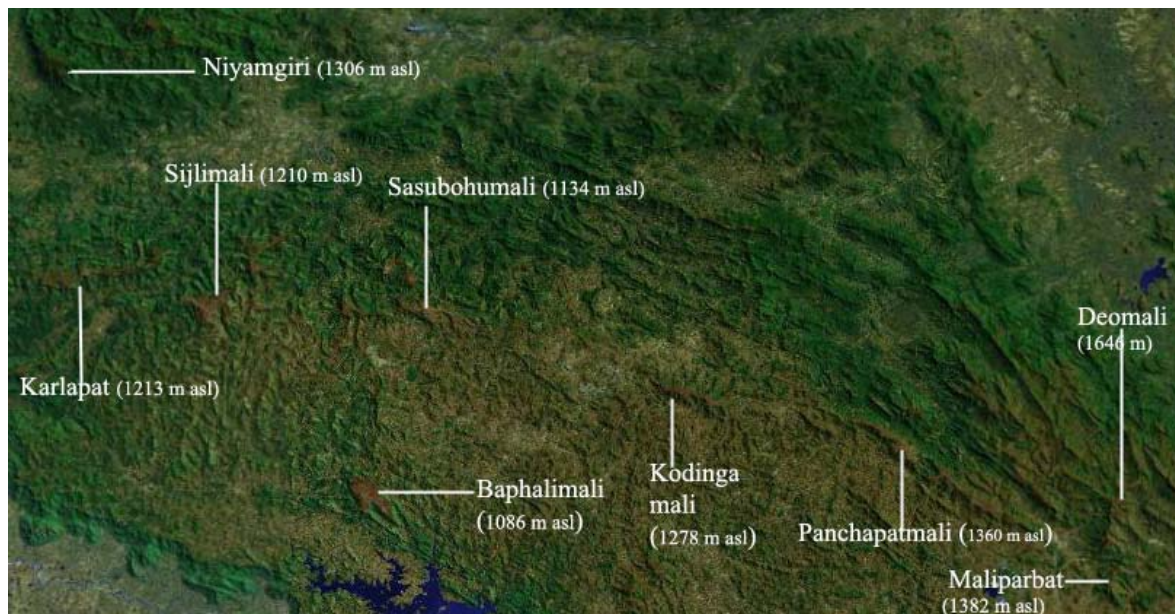 Niyamgiri (1306 m asl)
Sijlimali (1210 m asl)
Sasubohumali (1134 m asl)
Deomali
(1646 m)
Karlapat (1213 m asl)
Kodinga
mali
(1278 m asl)
Baphalimali
(1086 m asl)
Panchapatmali (1360 m asl)
Maliparbat
(1382 m asl)